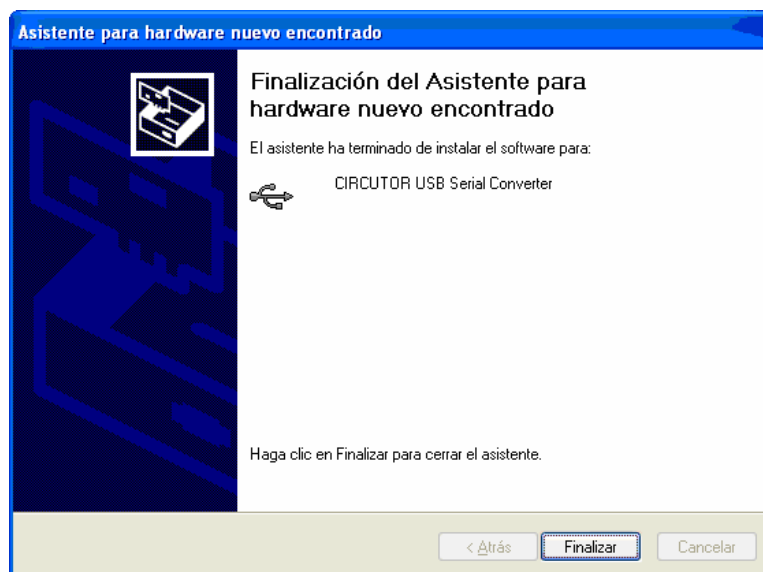 Asistente para hardware nuevo encontrado
Finalización del Asistente para
hardware nuevo encontrado
El asistente ha terminado de instalar el software para:
CIRCUTOR USB Serial Converter
Haga clic en Finalizar para cerrar el asistente.
< Atrás
Finalizar
Cancelar